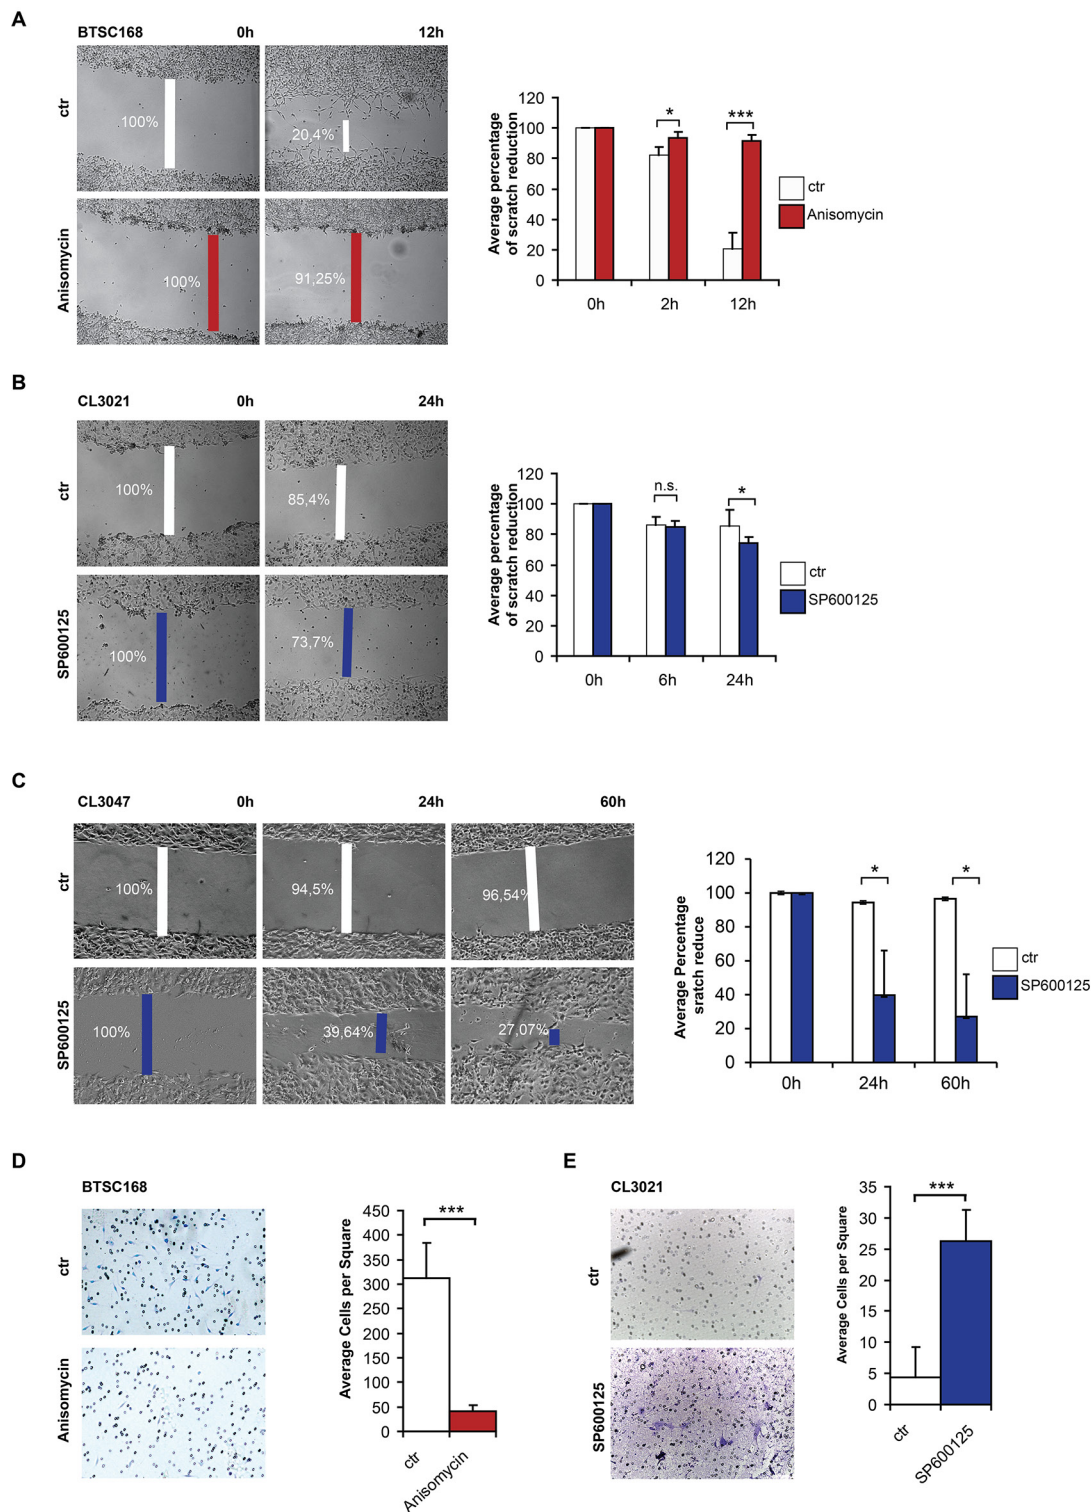 A
BTSC168 0h 12h
ctr
100%
20,4%
Anisomycin
100%
91,25%
Average percentage
of scratch reduction
120
100
80
60
40
20
0
* ***
0h 2h 12h
ctr
Anisomycin
B
CL3021 0h 24h
ctr
100%
85,4%
SP600125
100%
73,7%
Average percentage
of scratch reduction
120
100
80
60
40
20
0
n.s. *
0h 6h 24h
ctr
SP600125
C
CL3047 0h 24h 60h
ctr
100%
94,5%
96,54%
SP600125
100%
39,64%
27,07%
Average Percentage
sratch reduce
120
100
80
60
40
20
0
* *
0h 24h 60h
ctr
SP600125
D
BTSC168
ctr
Anisomycin
Average Cells per Square
450
400
350
300
250
200
150
100
50
0
***
ctr
Anisomycin
E
CL3021
ctr
SP600125
Average Cells per Square
35
30
25
20
15
10
5
0
***
ctr
SP600125